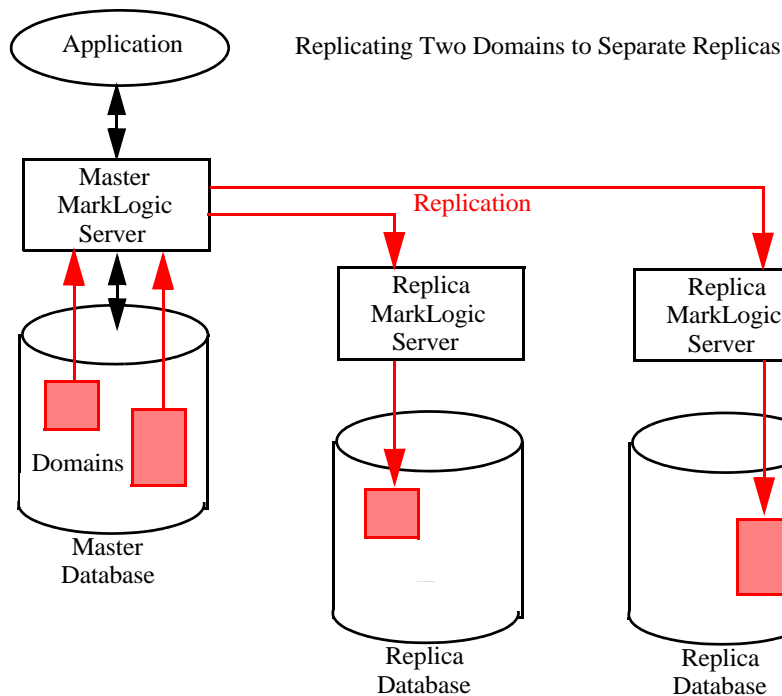 Application
Replicating Two Domains to Separate Replicas
Master
MarkLogic
Server
Replication
Replica
MarkLogic
Server
Replica
MarkLogic
Server
Domains
Master
Database
Replica
Database
Replica
Database